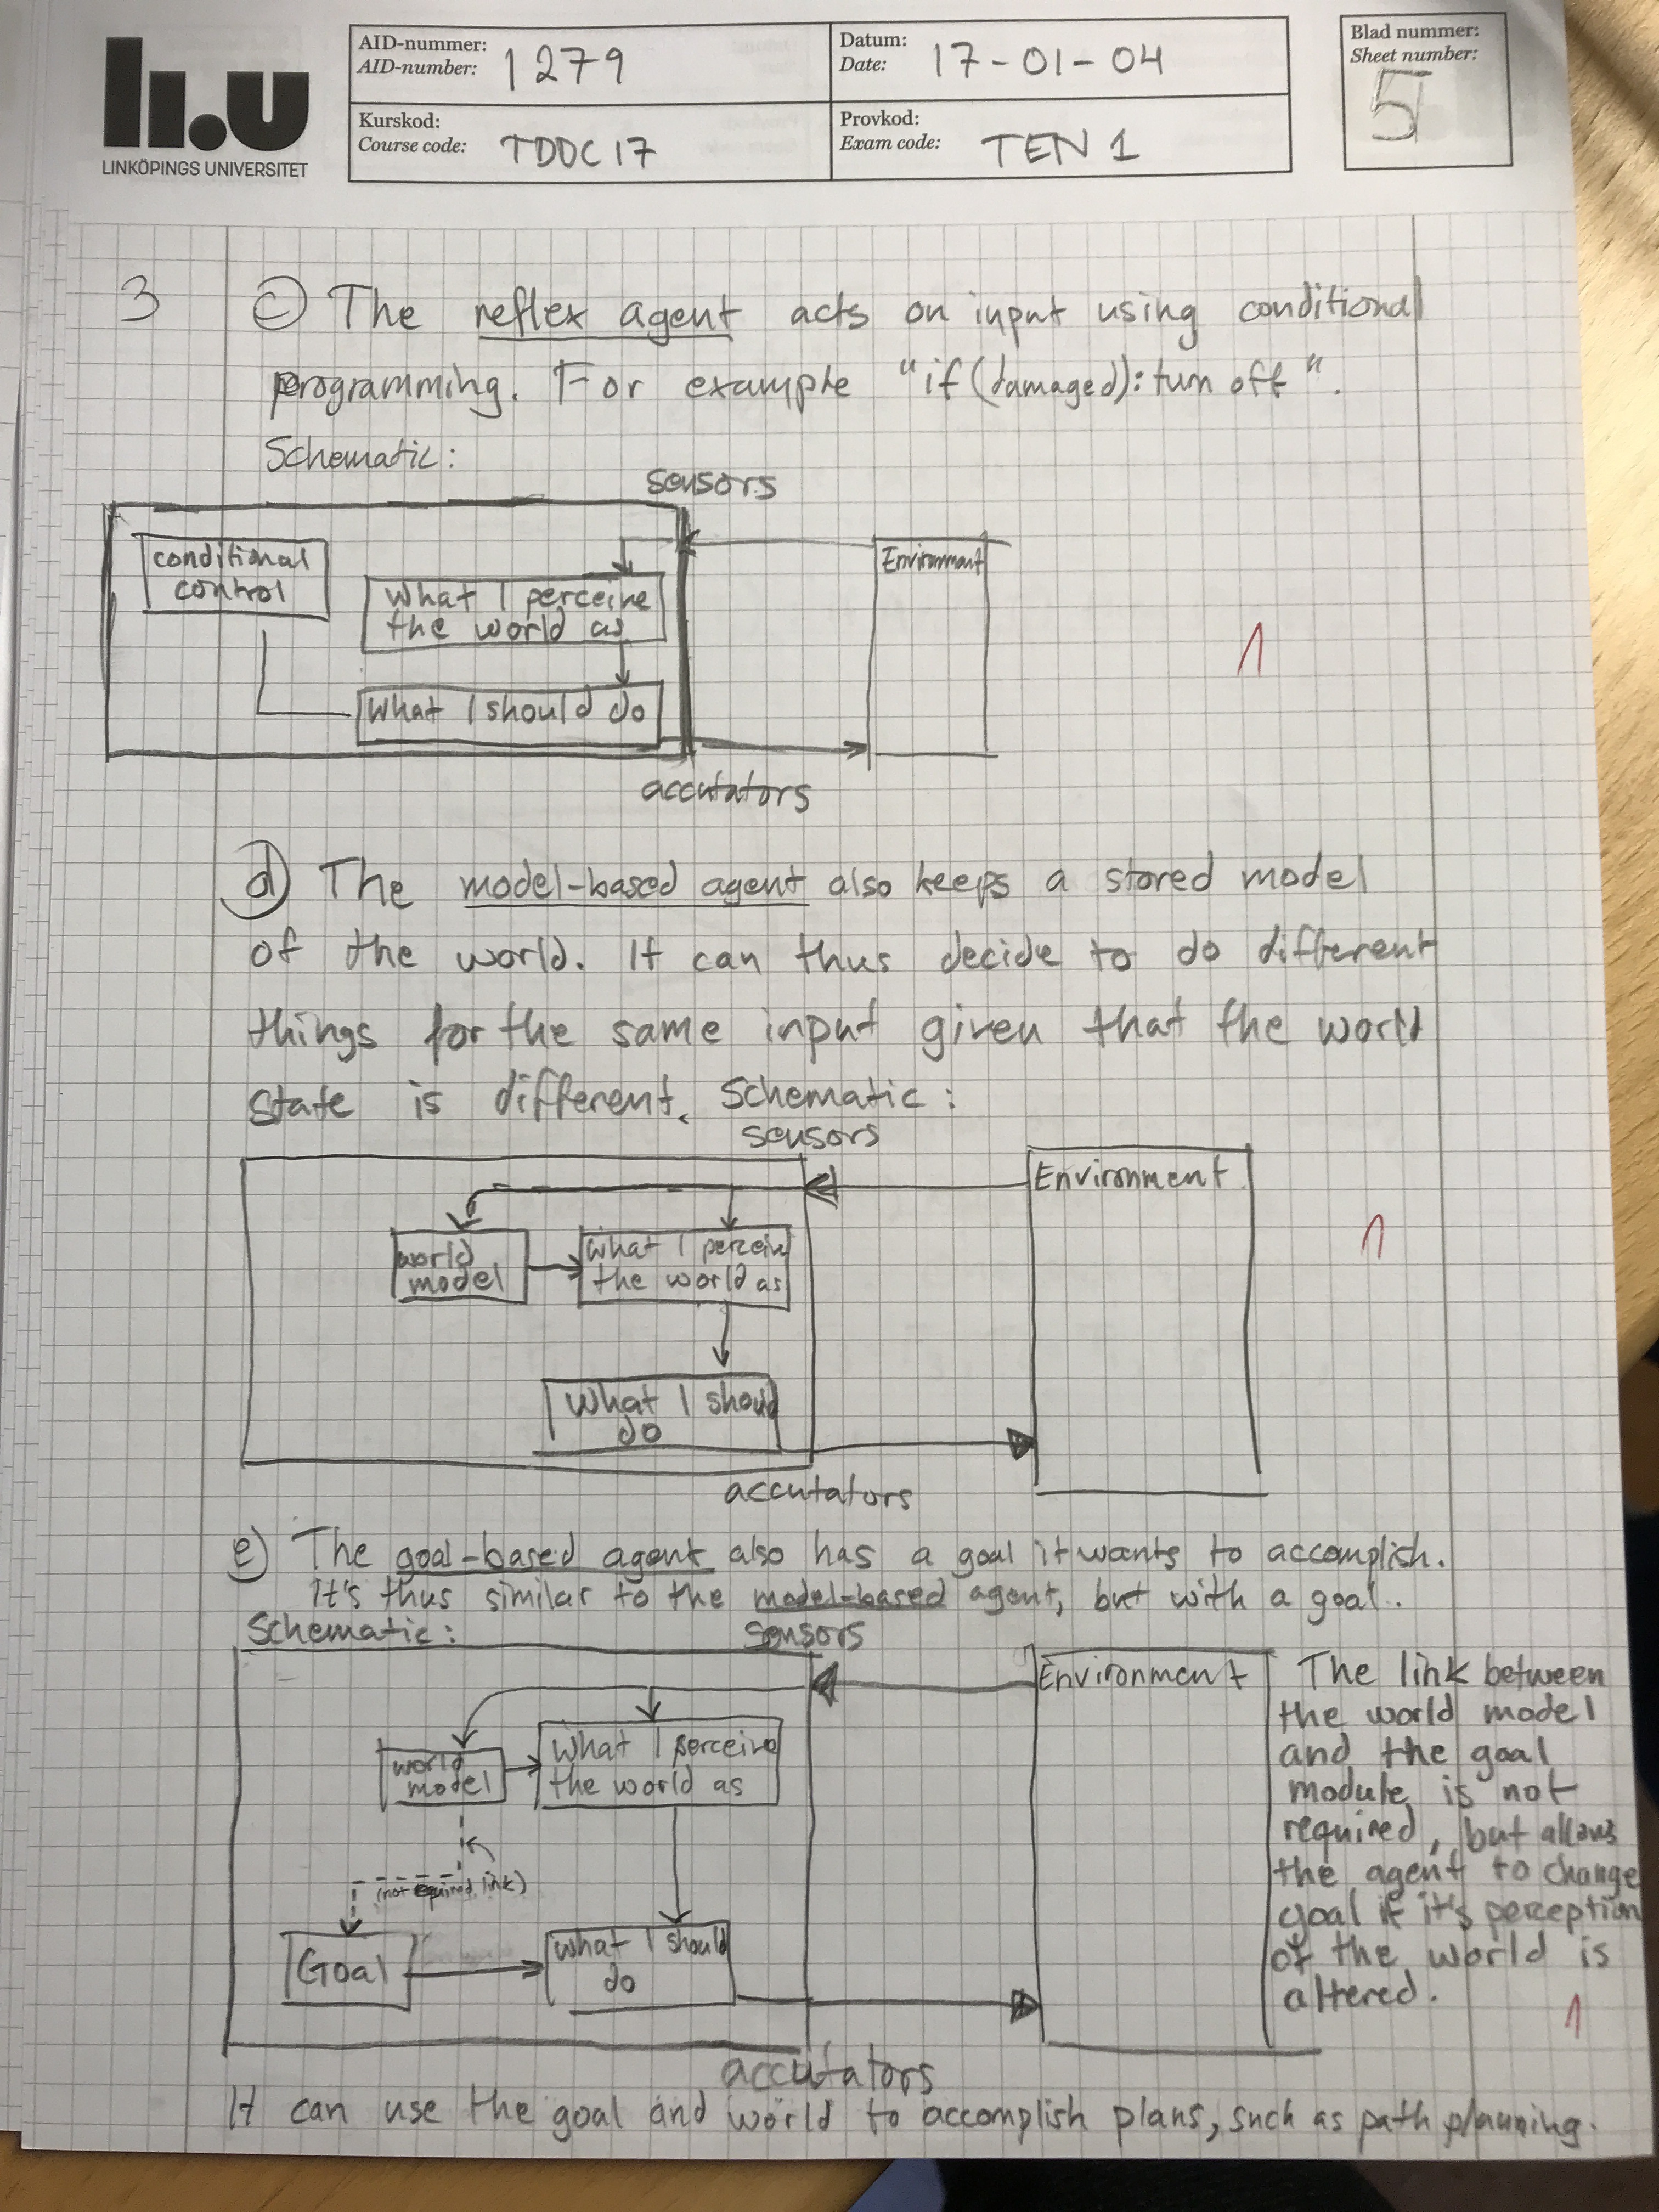 li.u
LINKÖPINGS UNIVERSITET
AID-nummer:
AID-number: 1279
Datum:
Date: 17-01-04
Kurskod:
Course code: TDDC17
Provkod:
Exam code: TEN 1
Blad nummer:
Sheet number:
5
3 c) The reflex agent acts on input using conditional
programming. For example "if(damaged): turn off".
Schematic:
sensors
conditional
control
What I perceive
the world as
What I should do
Environment
1
accutators
d) The model-based agent also keeps a stored model
of the world. It can thus decide to do different
things for the same input given that the world
state is different. Schematic:
sensors
world
model
What I perceive
the world as
What I should
do
Environment
1
accutators
e) The goal-based agent also has a goal it wants to accomplish.
It's thus similar to the model-based agent, but with a goal.
Schematic:
sensors
world
model
What I perceive
the world as
(not required link)
Goal
What I should
do
Environment
The link between
the world model
and the goal
module is not
required, but allows
the agent to change
goal if it's perception
of the world is
altered.
1
accutators
It can use the goal and world to accomplish plans, such as path planning.